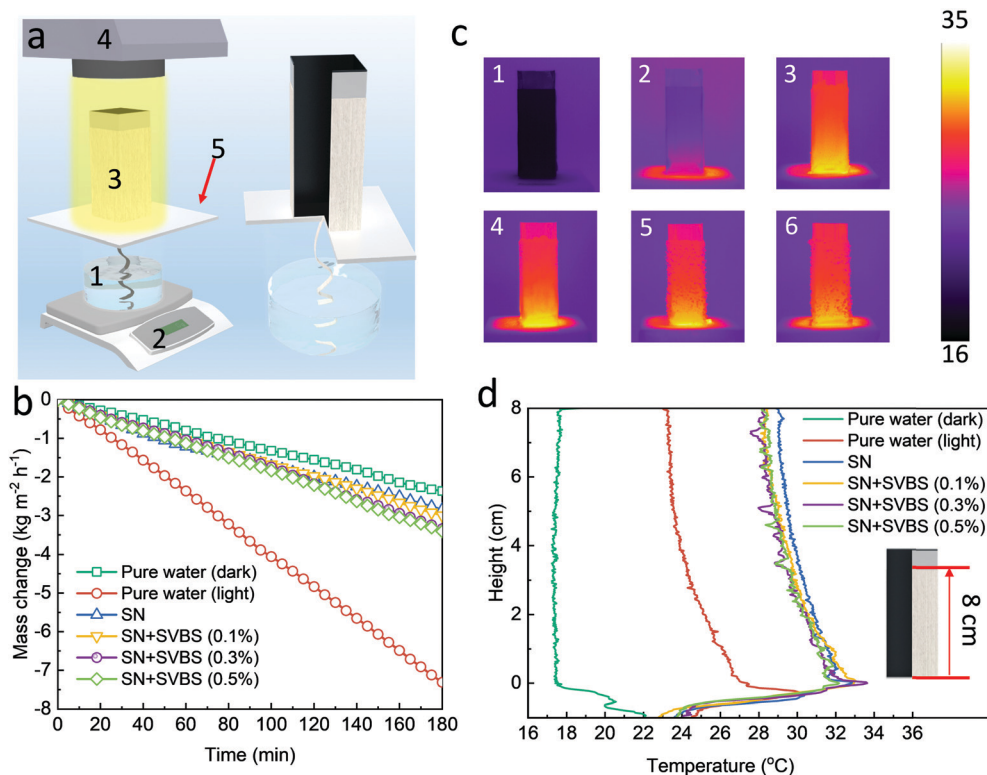 a
4
3
5
1
2
c
35
1
2
3
4
5
6
16
b
0
-1
-2
-3
-4
-5
-6
-7
-8
Mass change (kg m⁻² h⁻¹)
Pure water (dark)
Pure water (light)
SN
SN+SVBS (0.1%)
SN+SVBS (0.3%)
SN+SVBS (0.5%)
0 20 40 60 80 100 120 140 160 180
Time (min)
d
8
6
4
2
0
Height (cm)
Pure water (dark)
Pure water (light)
SN
SN+SVBS (0.1%)
SN+SVBS (0.3%)
SN+SVBS (0.5%)
8 cm
16 18 20 22 24 26 28 30 32 34 36
Temperature (°C)